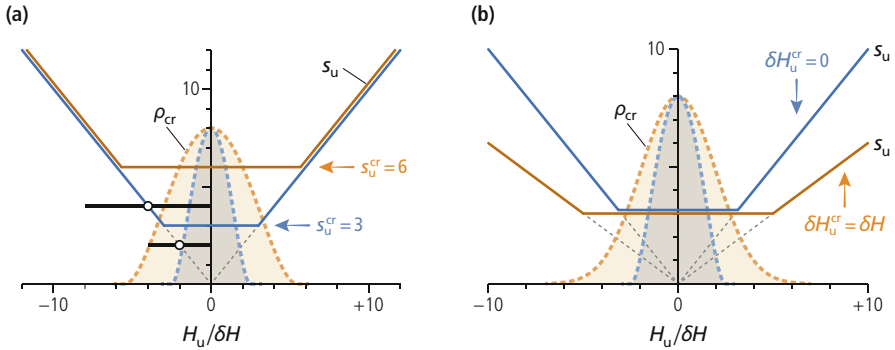 (a)
10
s_u
ρ_cr
s_u^cr = 6
s_u^cr = 3
−10
0
+10
H_u/δH
(b)
10
s_u
δH_u^cr = 0
ρ_cr
s_u
δH_u^cr = δH
−10
0
+10
H_u/δH